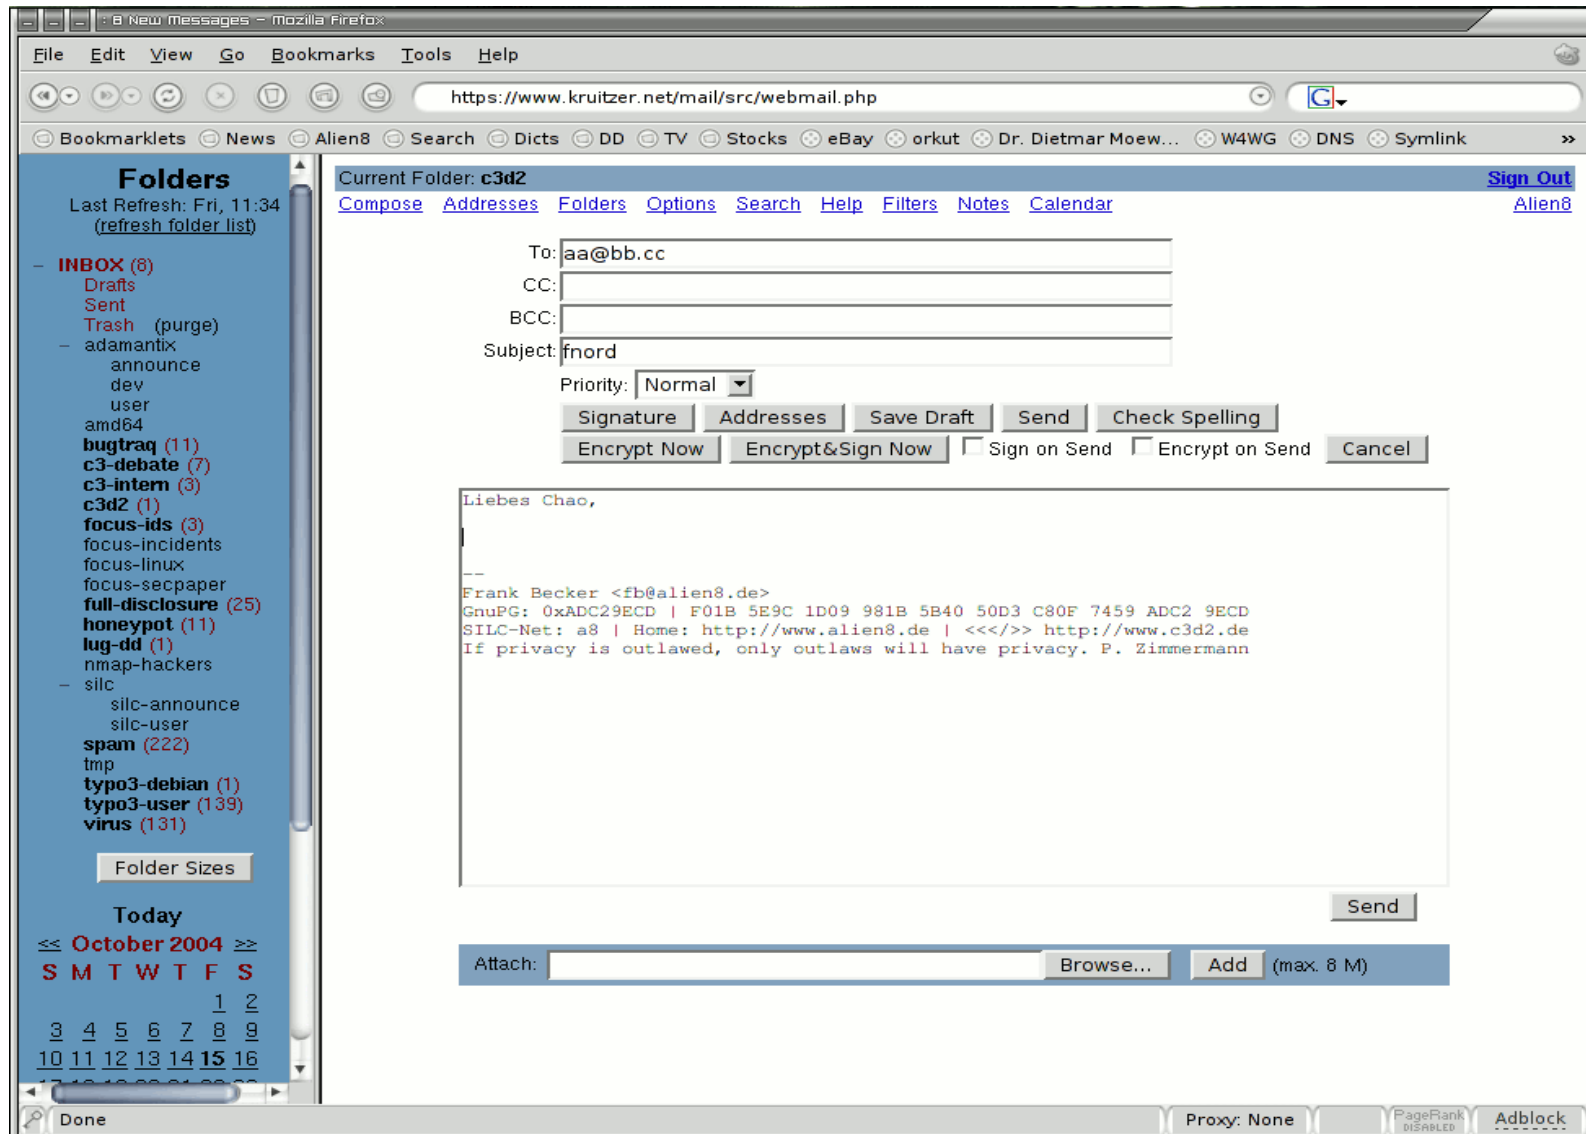 : 8 New Messages - Mozilla Firefox
File Edit View Go Bookmarks Tools Help
https://www.kruitzer.net/mail/src/webmail.php
G
Bookmarklets News Alien8 Search Dicts DD TV Stocks eBay orkut Dr. Dietmar Moew... W4WG DNS Symlink »
Folders
Last Refresh: Fri, 11:34
(refresh folder list)
– INBOX (8)
Drafts
Sent
Trash (purge)
– adamantix
announce
dev
user
amd64
bugtraq (11)
c3-debate (7)
c3-intern (3)
c3d2 (1)
focus-ids (3)
focus-incidents
focus-linux
focus-secpaper
full-disclosure (25)
honeypot (11)
lug-dd (1)
nmap-hackers
– silc
silc-announce
silc-user
spam (222)
tmp
typo3-debian (1)
typo3-user (139)
virus (131)
Folder Sizes
Today
<< October 2004 >>
S M T W T F S
1 2
3 4 5 6 7 8 9
10 11 12 13 14 15 16
Current Folder: c3d2 Sign Out
Compose Addresses Folders Options Search Help Filters Notes Calendar Alien8
To: aa@bb.cc
CC:
BCC:
Subject: fnord
Priority: Normal
Signature Addresses Save Draft Send Check Spelling
Encrypt Now Encrypt&Sign Now Sign on Send Encrypt on Send Cancel
Liebes Chao,
--
Frank Becker <fb@alien8.de>
GnuPG: 0xADC29ECD | F01B 5E9C 1D09 981B 5B40 50D3 C80F 7459 ADC2 9ECD
SILC-Net: a8 | Home: http://www.alien8.de | <<</>> http://www.c3d2.de
If privacy is outlawed, only outlaws will have privacy. P. Zimmermann
Send
Attach: Browse... Add (max. 8 M)
Done Proxy: None PageRank DISABLED Adblock